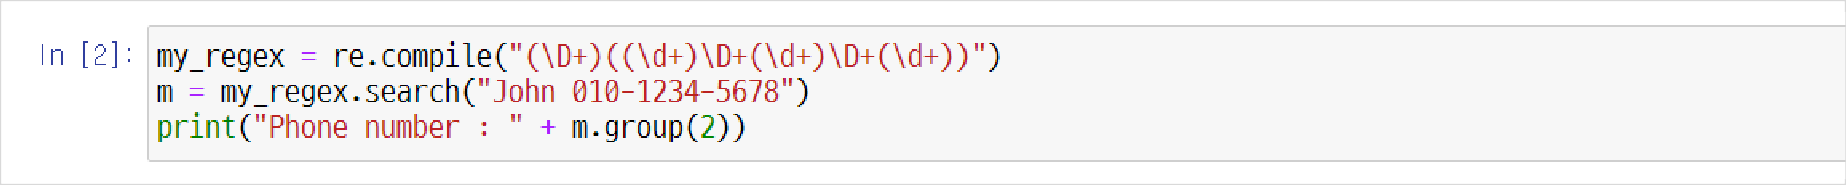 In [2]: my_regex = re.compile("(\D+)((\d+)\D+(\d+)\D+(\d+))")
m = my_regex.search("John 010-1234-5678")
print("Phone number : " + m.group(2))